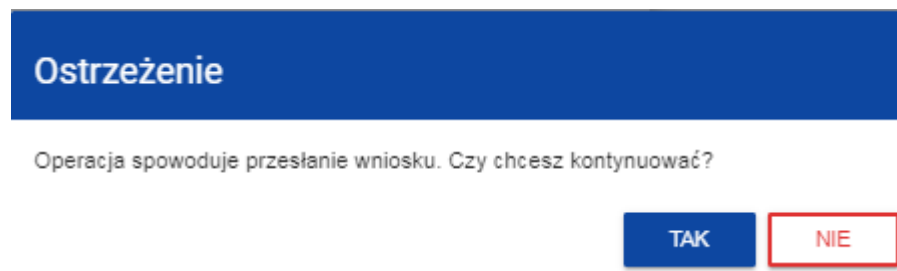 Ostrzeżenie
Operacja spowoduje przesłanie wniosku. Czy chcesz kontynuować?
TAK NIE